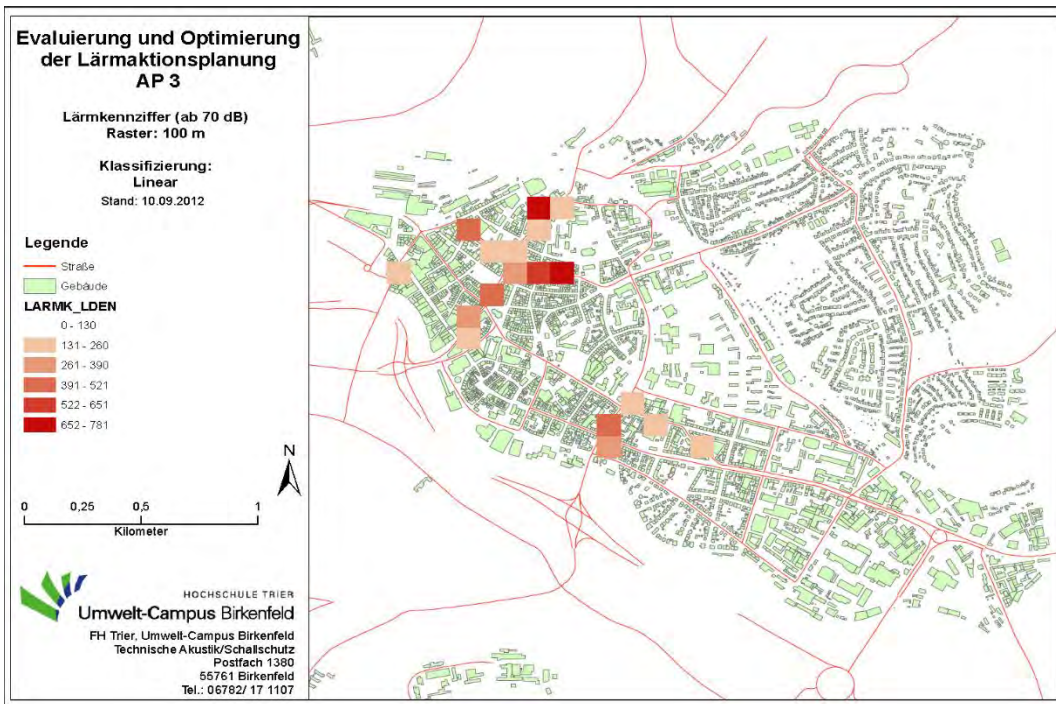 Evaluierung und Optimierung
der Lärmaktionsplanung
AP 3
Lärmkennziffer (ab 70 dB)
Raster: 100 m
Klassifizierung:
Linear
Stand: 10.09.2012
Legende
Straße
Gebäude
LARMK_LDEN
0 - 130
131 - 260
261 - 390
391 - 521
522 - 651
652 - 781
N
0 0,25 0,5 1
Kilometer
HOCHSCHULE TRIER
Umwelt-Campus Birkenfeld
FH Trier, Umwelt-Campus Birkenfeld
Technische Akustik/Schallschutz
Postfach 1380
55761 Birkenfeld
Tel.: 06782/ 17 1107